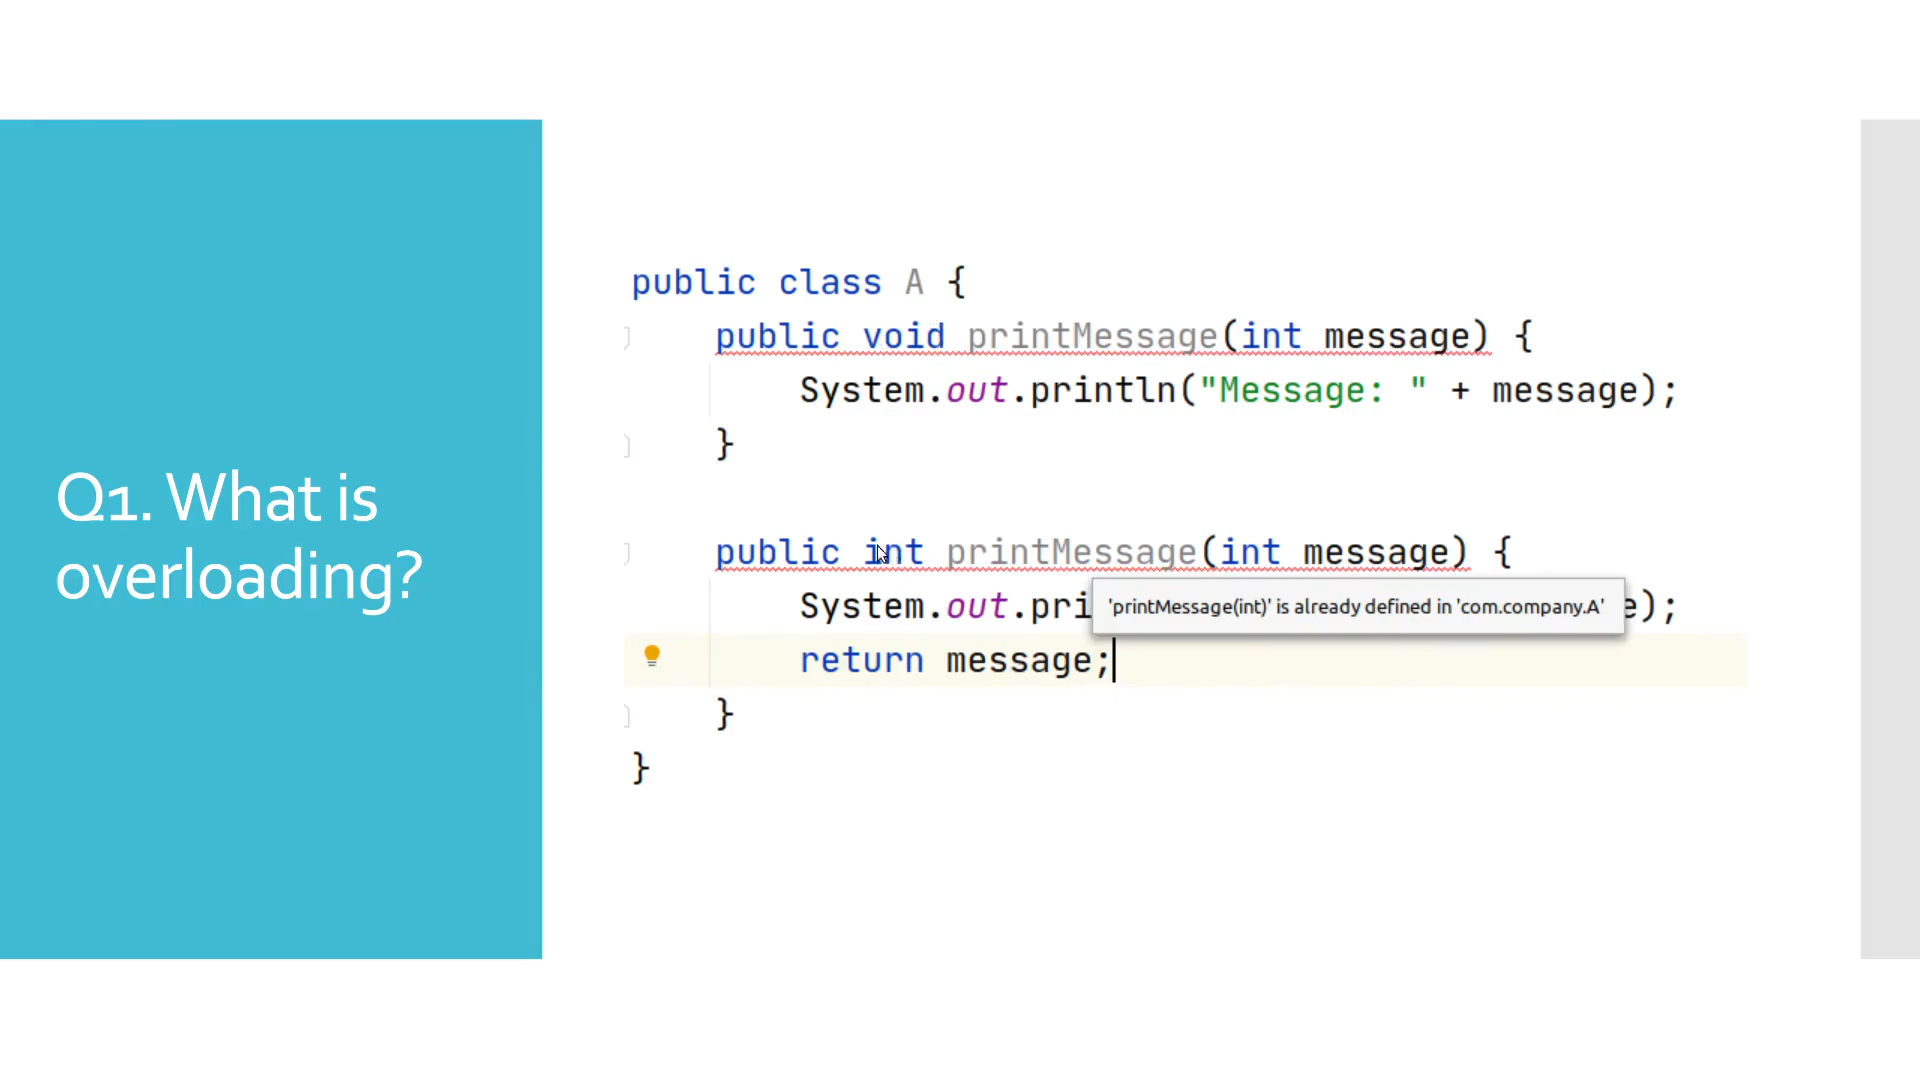 Q1. What is
overloading?
public class A {
public void printMessage(int message) {
System.out.println("Message: " + message);
}
public int printMessage(int message) {
System.out.pri
'printMessage(int)' is already defined in 'com.company.A'
e);
return message;
}
}